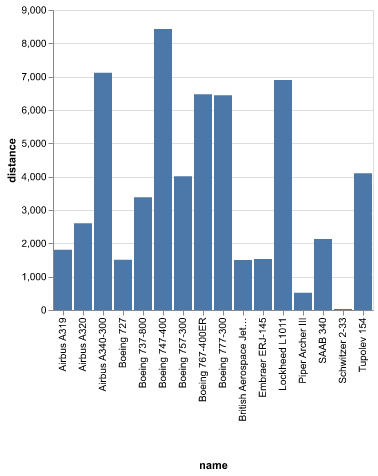 9,000
8,000
7,000
6,000
5,000
4,000
3,000
2,000
1,000
0
distance
Airbus A319
Airbus A320
Airbus A340-300
Boeing 727
Boeing 737-800
Boeing 747-400
Boeing 757-300
Boeing 767-400ER
Boeing 777-300
British Aerospace Jet…
Embraer ERJ-145
Lockheed L1011
Piper Archer III
SAAB 340
Schwitzer 2-33
Tupolev 154
name